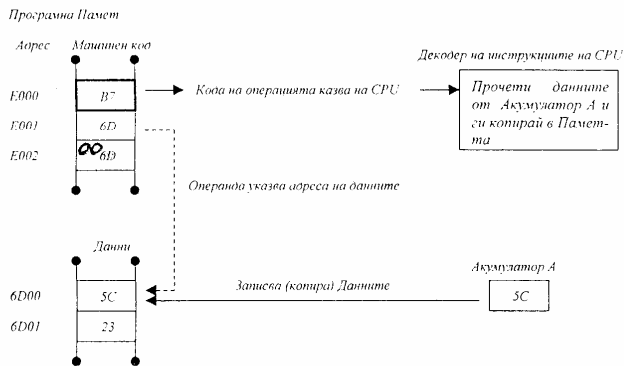 Програмна Памет
Адрес Машинен код
Декодер на инструкциите на CPU
E000 B7 Кода на операцията казва на CPU
Прочети данните
от Акумулатор А и
ги копирай в Памет-
та
E001 6D
E002 00 6D
Операнда указва адреса на данните
Данни
Акумулатор А
6D00 5C Записва (копира) Данните 5C
6D01 23